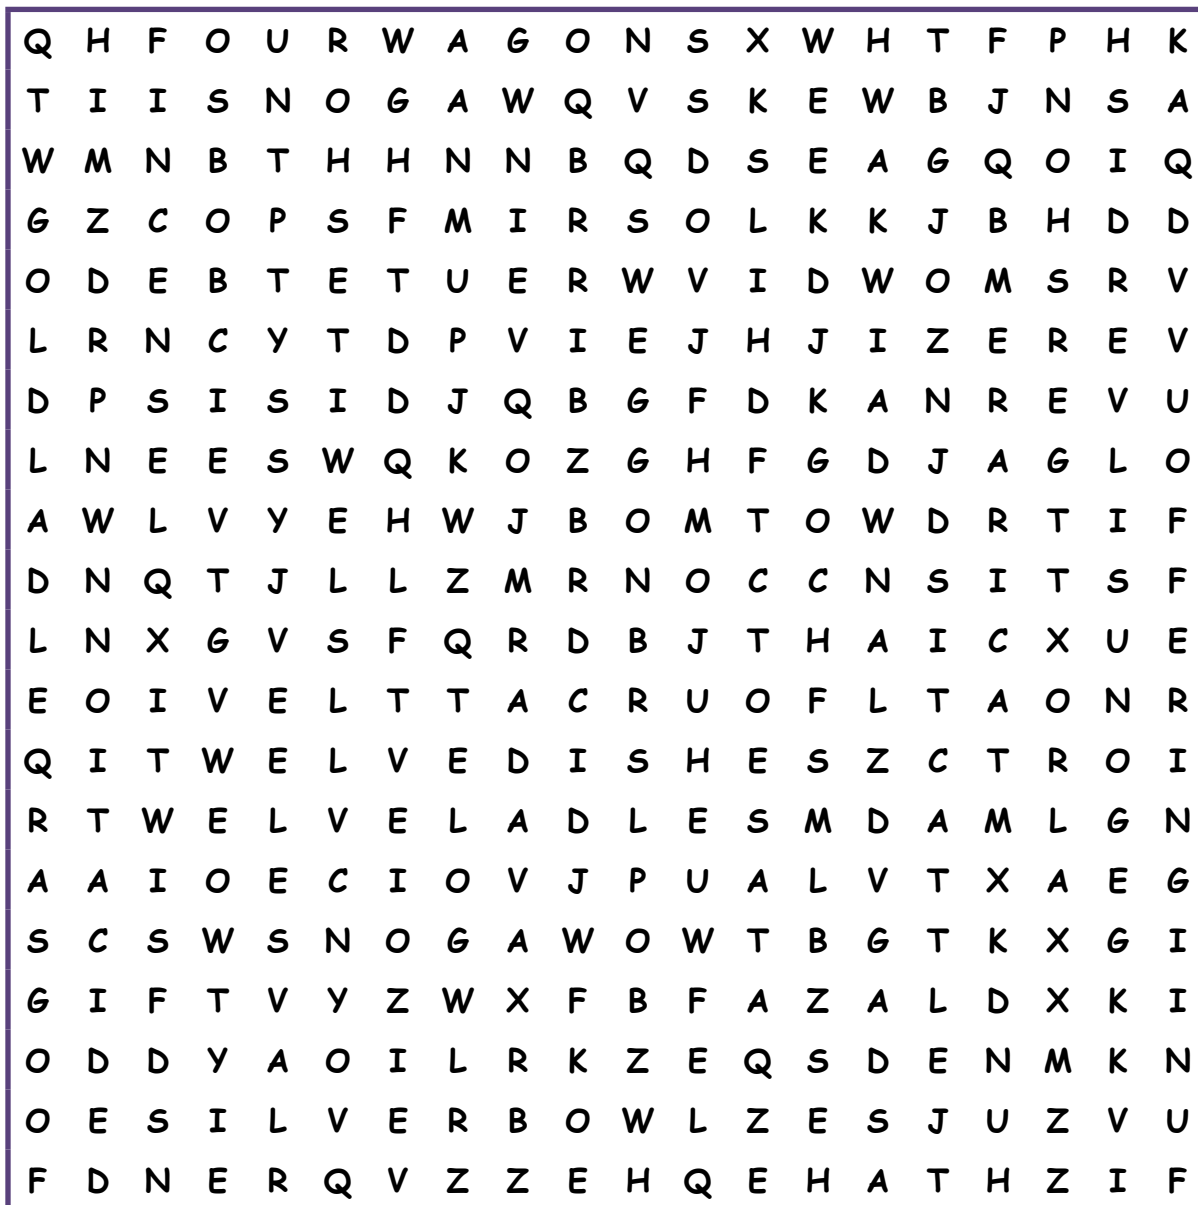 Q H F O U R W A G O N S X W H T F P H K
T I I S N O G A W Q V S K E W B J N S A
W M N B T H H N N B Q D S E A G Q O I Q
G Z C O P S F M I R S O L K K J B H D D
O D E B T E T U E R W V I D W O M S R V
L R N C Y T D P V I E J H J I Z E R E V
D P S I S I D J Q B G F D K A N R E V U
L N E E S W Q K O Z G H F G D J A G L O
A W L V Y E H W J B O M T O W D R T I F
D N Q T J L L Z M R N O C C N S I T S F
L N X G V S F Q R D B J T H A I C X U E
E O I V E L T T A C R U O F L T A O N R
Q I T W E L V E D I S H E S Z C T R O I
R T W E L V E L A D L E S M D A M L G N
A A I O E C I O V J P U A L V T X A E G
S C S W S N O G A W O W T B G T K X G I
G I F T V Y Z W X F B F A Z A L D X K I
O D D Y A O I L R K Z E Q S D E N M K N
O E S I L V E R B O W L Z E S J U Z V U
F D N E R Q V Z Z E H Q E H A T H Z I F